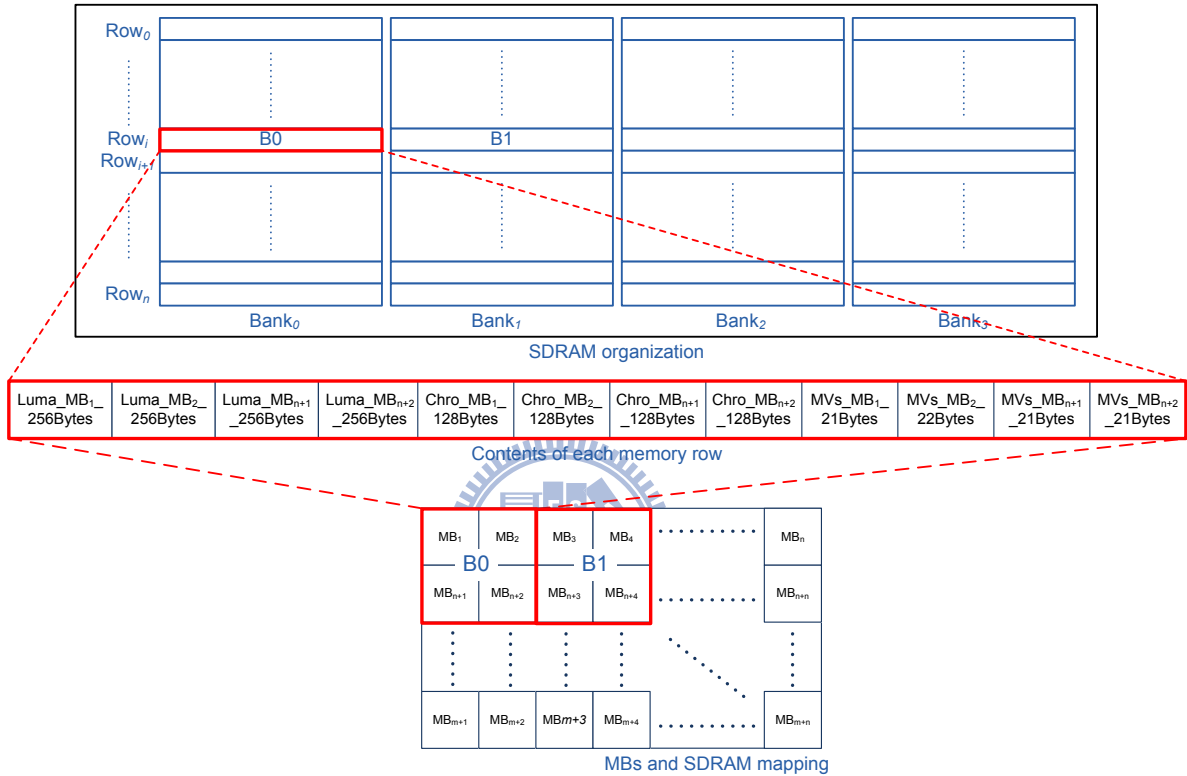 Row0
Rowi
B0
B1
Rowi+1
Rown
Bank0
Bank1
Bank2
Bank3
SDRAM organization
Luma_MB1_
256Bytes
Luma_MB2_
256Bytes
Luma_MBn+1
_256Bytes
Luma_MBn+2
_256Bytes
Chro_MB1_
128Bytes
Chro_MB2_
128Bytes
Chro_MBn+1
_128Bytes
Chro_MBn+2
_128Bytes
MVs_MB1_
21Bytes
MVs_MB2_
22Bytes
MVs_MBn+1
_21Bytes
MVs_MBn+2
_21Bytes
Contents of each memory row
MB1
MB2
MB3
MB4
MBn
B0
B1
MBn+1
MBn+2
MBn+3
MBn+4
MBn+n
MBm+1
MBm+2
MBm+3
MBm+4
MBm+n
MBs and SDRAM mapping